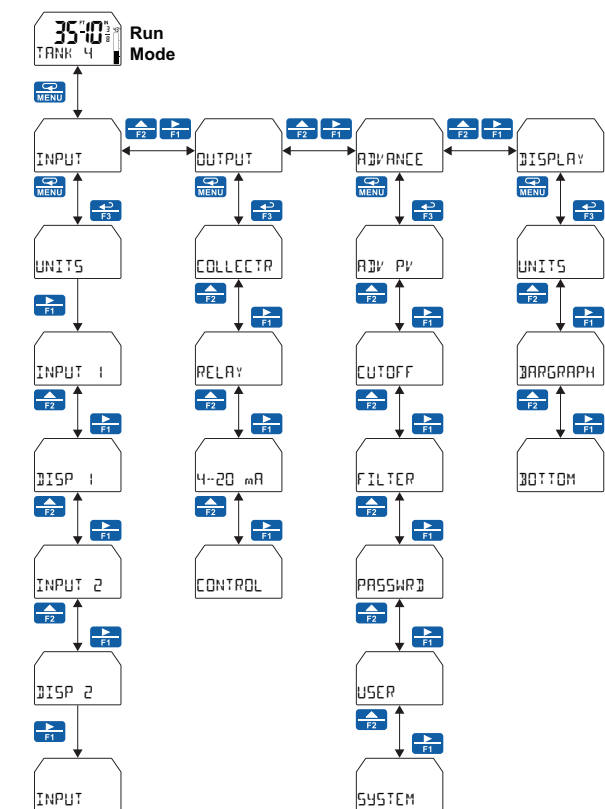 35-10 FT IN 3/8
TANK 4
Run
Mode
MENU
F2 F1 F2 F1 F2 F1
INPUT OUTPUT ADVANCE DISPLAY
MENU MENU MENU MENU
F3 F3 F3 F3
UNITS COLLECTR ADV PV UNITS
F1 F2 F1 F2 F1 F2 F1
INPUT 1 RELAY CUTOFF BARGRAPH
F2 F1 F2 F1 F2 F1 F2 F1
DISP 1 4-20 mA FILTER BOTTOM
F2 F1 F2 F1 F2 F1
INPUT 2 CONTROL PASSWRD
F2 F1 F2 F1
DISP 2 USER
F1 F2 F1
INPUT SYSTEM